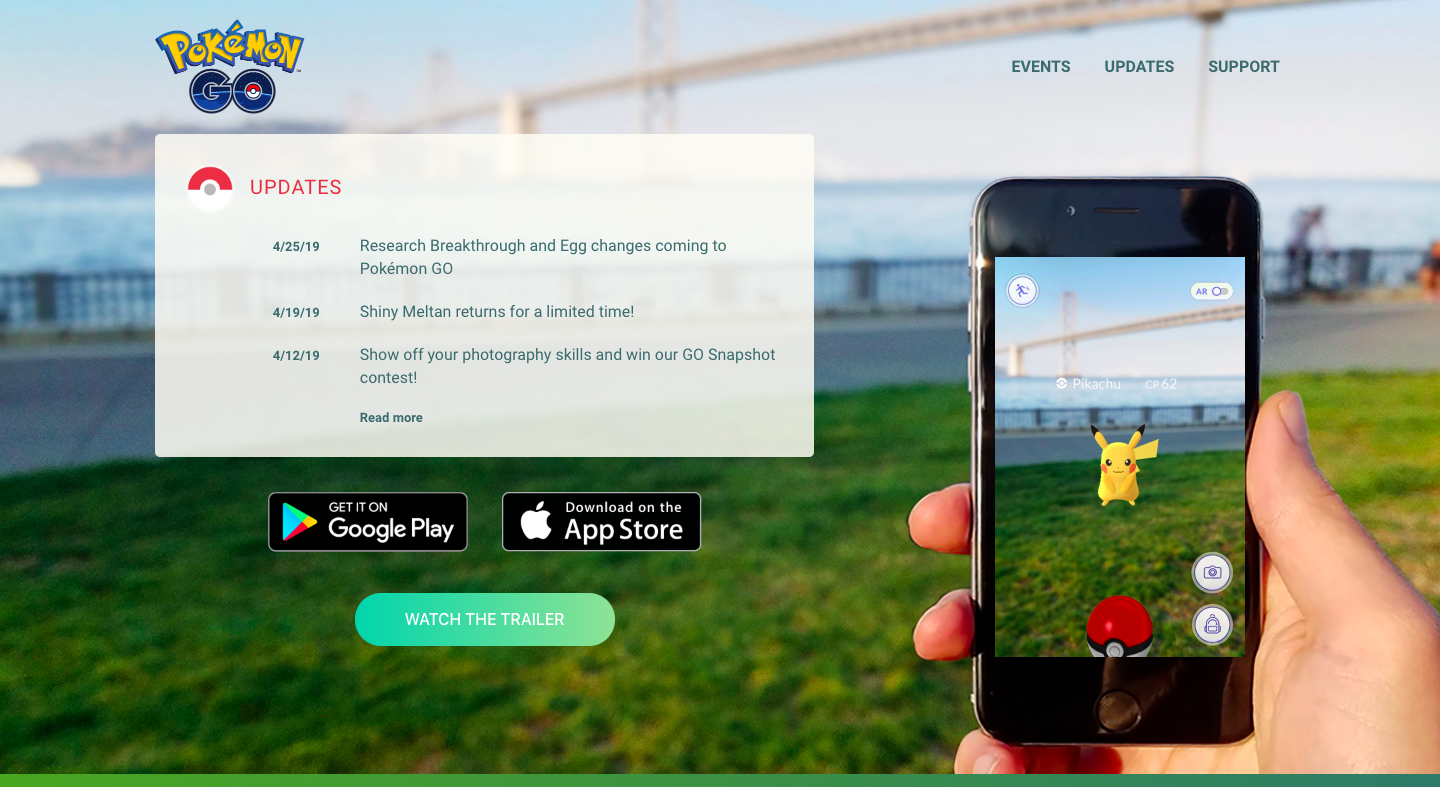 POKéMON
GO
EVENTS
UPDATES
SUPPORT
UPDATES
4/25/19
Research Breakthrough and Egg changes coming to
Pokémon GO
4/19/19
Shiny Meltan returns for a limited time!
4/12/19
Show off your photography skills and win our GO Snapshot
contest!
Read more
GET IT ON
Google Play
Download on the
App Store
WATCH THE TRAILER
AR
Pikachu CP62